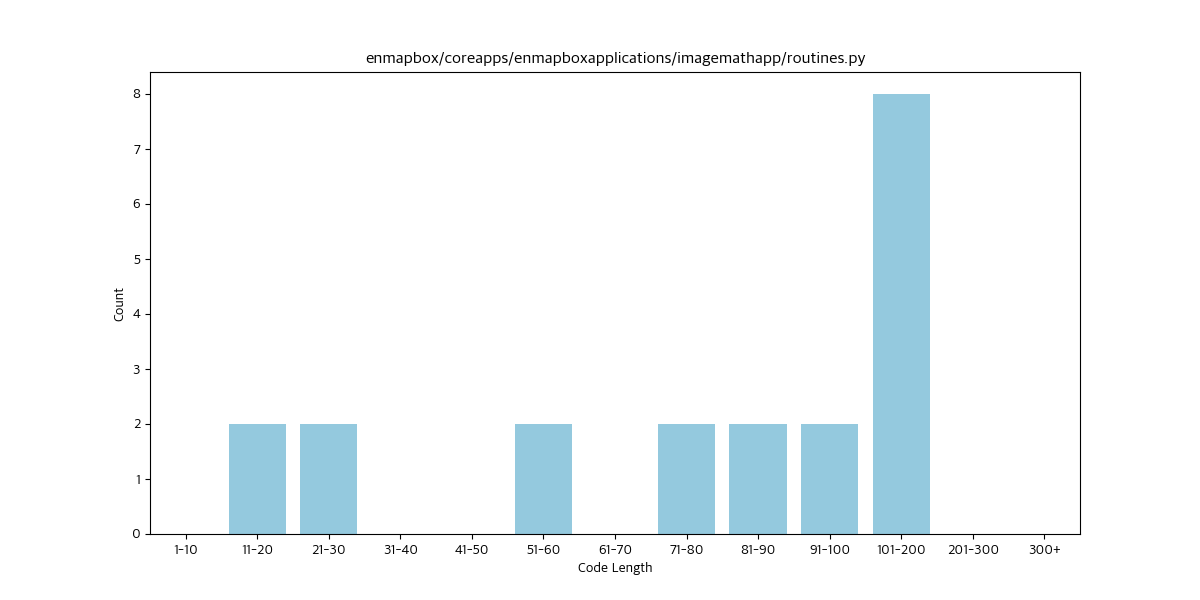 enmapbox/coreapps/enmapboxapplications/imagemathapp/routines.py
8
7
6
5
4
3
2
1
0
Count
1-10 11-20 21-30 31-40 41-50 51-60 61-70 71-80 81-90 91-100 101-200 201-300 300+
Code Length